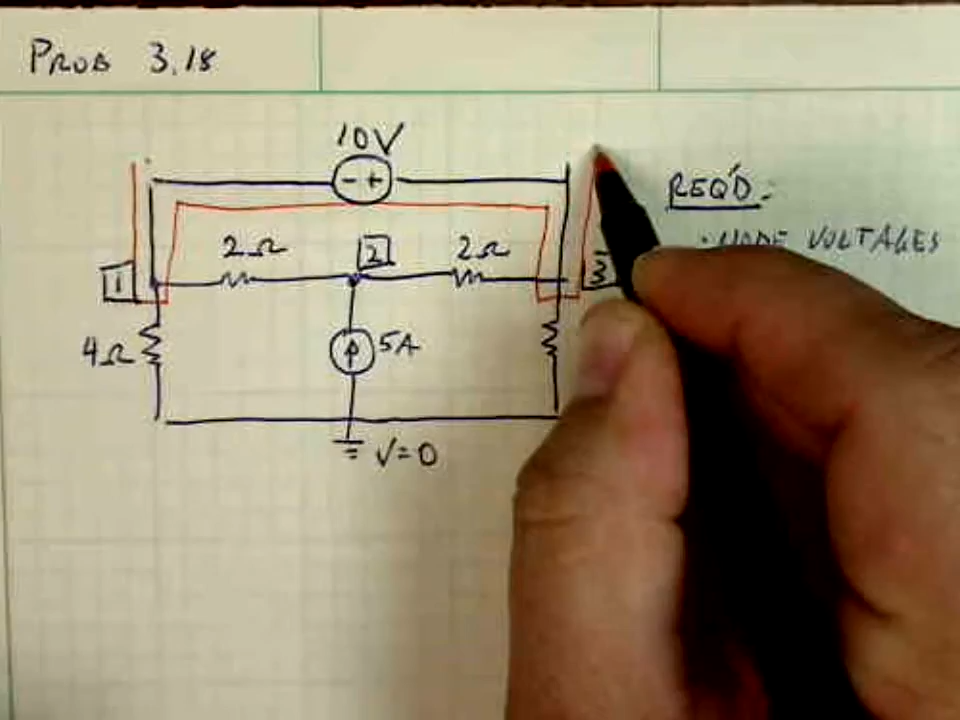 PROB 3.18
10V
- +
REQ'D:
· NODE VOLTAGES
2Ω 2 2Ω
1 3
4Ω 5A
V=0